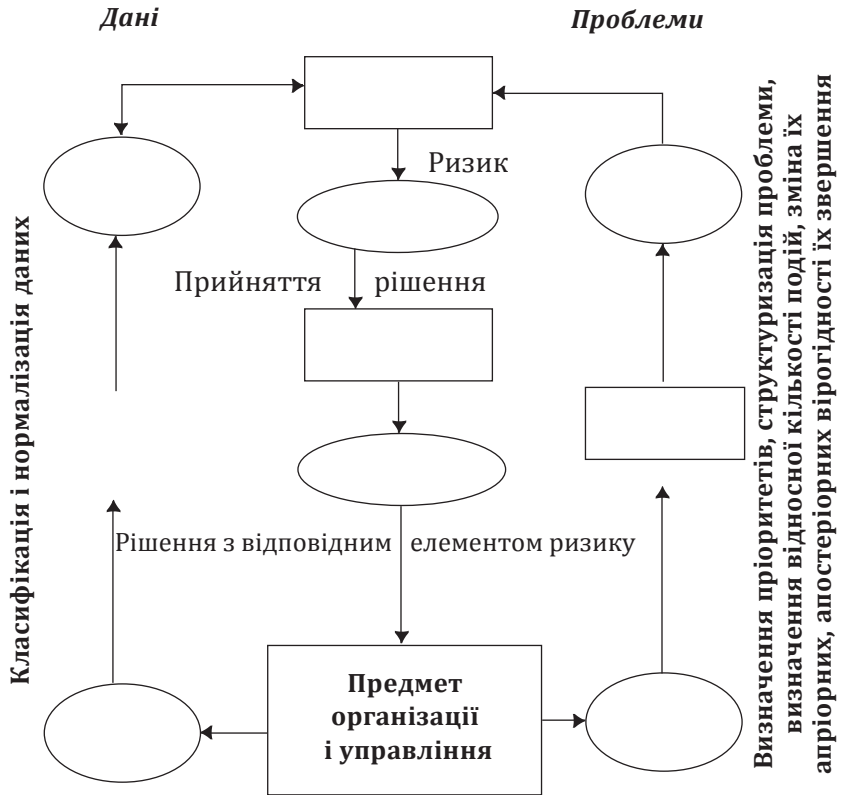 Дані
Проблеми
Ризик
Прийняття рішення
Рішення з відповідним елементом ризику
Предмет
організації
і управління
Класифікація і нормалізація даних
Визначення пріоритетів, структуризація проблеми,
визначення відносної кількості подій, зміна їх
апріорних, апостеріорних вірогідності їх звершення